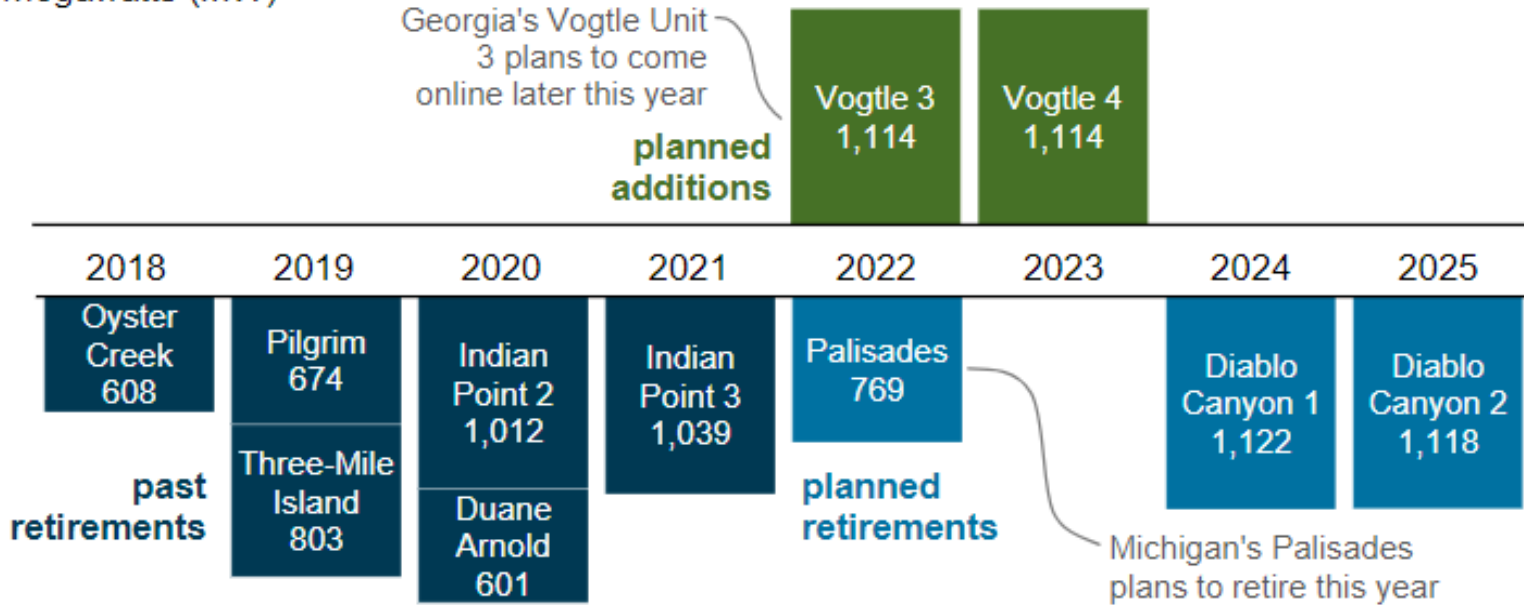 Georgia's Vogtle Unit
3 plans to come
online later this year
planned
additions
Vogtle 3
1,114
Vogtle 4
1,114
2018 2019 2020 2021 2022 2023 2024 2025
Oyster
Creek
608
Pilgrim
674
Three-Mile
Island
803
Indian
Point 2
1,012
Duane
Arnold
601
Indian
Point 3
1,039
Palisades
769
Diablo
Canyon 1
1,122
Diablo
Canyon 2
1,118
past
retirements
planned
retirements
Michigan's Palisades
plans to retire this year